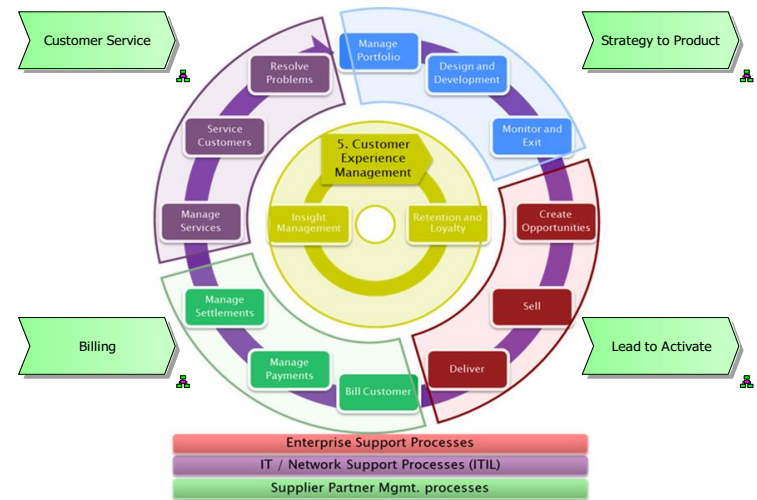 Customer Service
Strategy to Product
Manage
Portfolio
Resolve
Problems
Design and
Development
Service
Customers
Monitor and
Exit
5. Customer
Experience
Management
Manage
Services
Insight
Management
Retention and
Loyalty
Create
Opportunities
Manage
Settlements
Sell
Billing
Lead to Activate
Manage
Payments
Deliver
Bill Customer
Enterprise Support Processes
IT / Network Support Processes (ITIL)
Supplier Partner Mgmt. processes